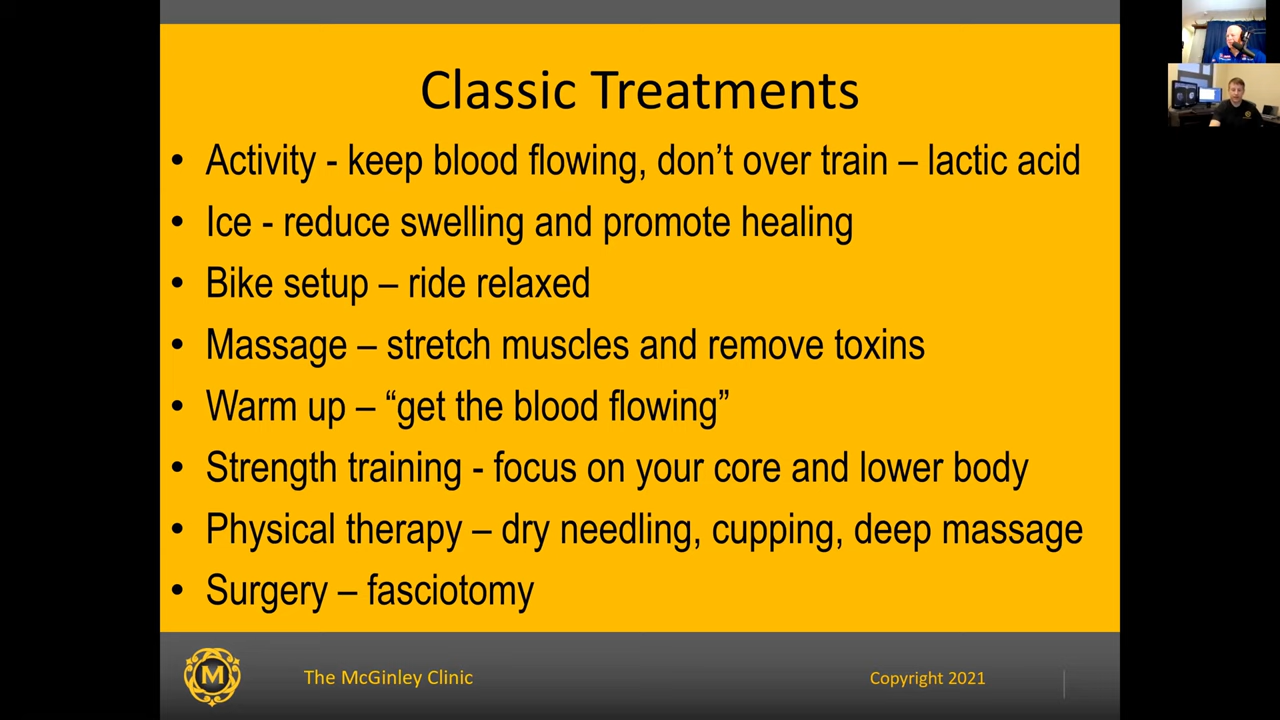 Classic Treatments
• Activity - keep blood flowing, don’t over train – lactic acid
• Ice - reduce swelling and promote healing
• Bike setup – ride relaxed
• Massage – stretch muscles and remove toxins
• Warm up – “get the blood flowing”
• Strength training - focus on your core and lower body
• Physical therapy – dry needling, cupping, deep massage
• Surgery – fasciotomy
M
The McGinley Clinic
Copyright 2021